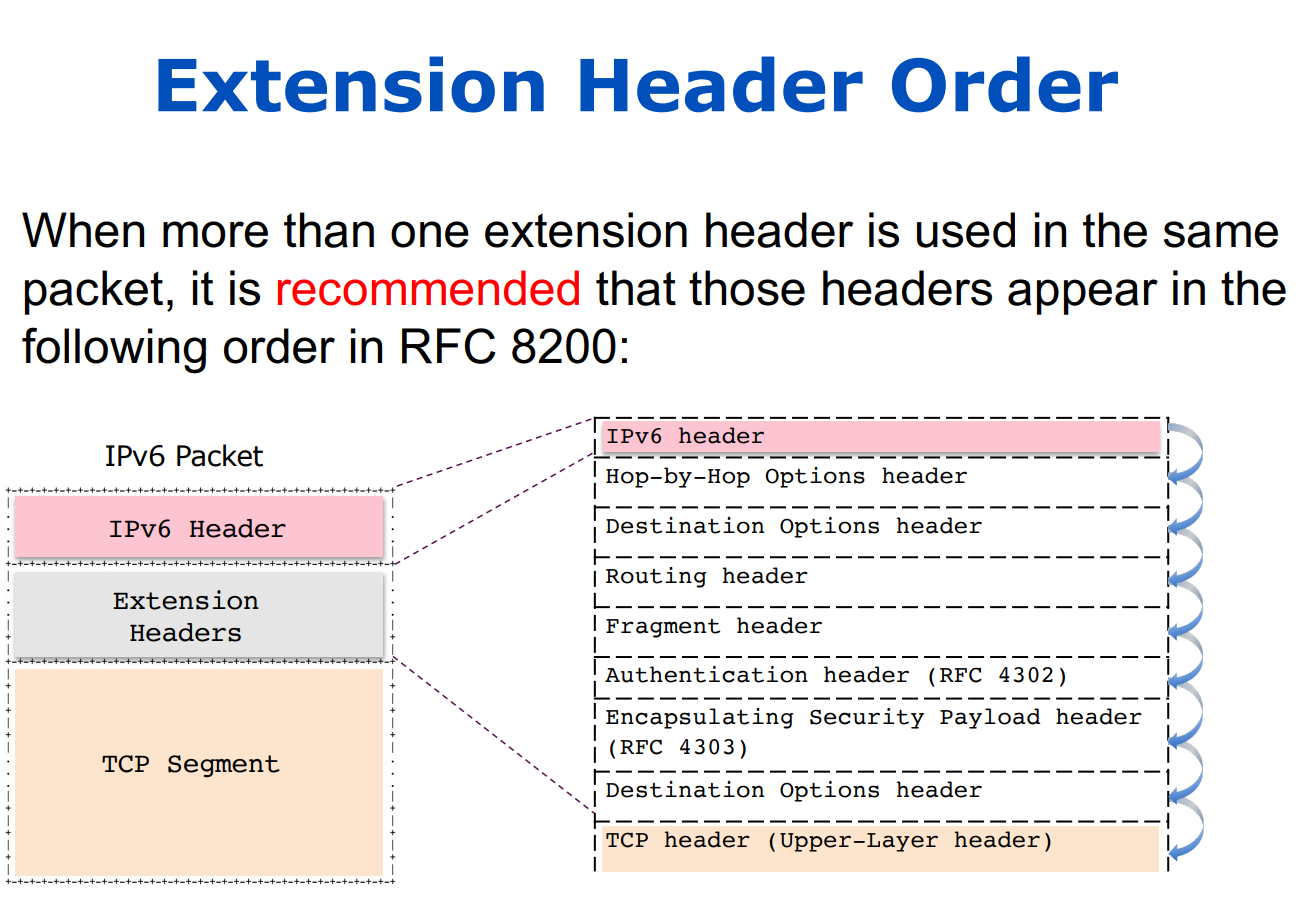 Extension Header Order
When more than one extension header is used in the same
packet, it is recommended that those headers appear in the
following order in RFC 8200:
IPv6 Packet
IPv6 Header
Extension
Headers
TCP Segment
IPv6 header
Hop-by-Hop Options header
Destination Options header
Routing header
Fragment header
Authentication header (RFC 4302)
Encapsulating Security Payload header
(RFC 4303)
Destination Options header
TCP header (Upper-Layer header)